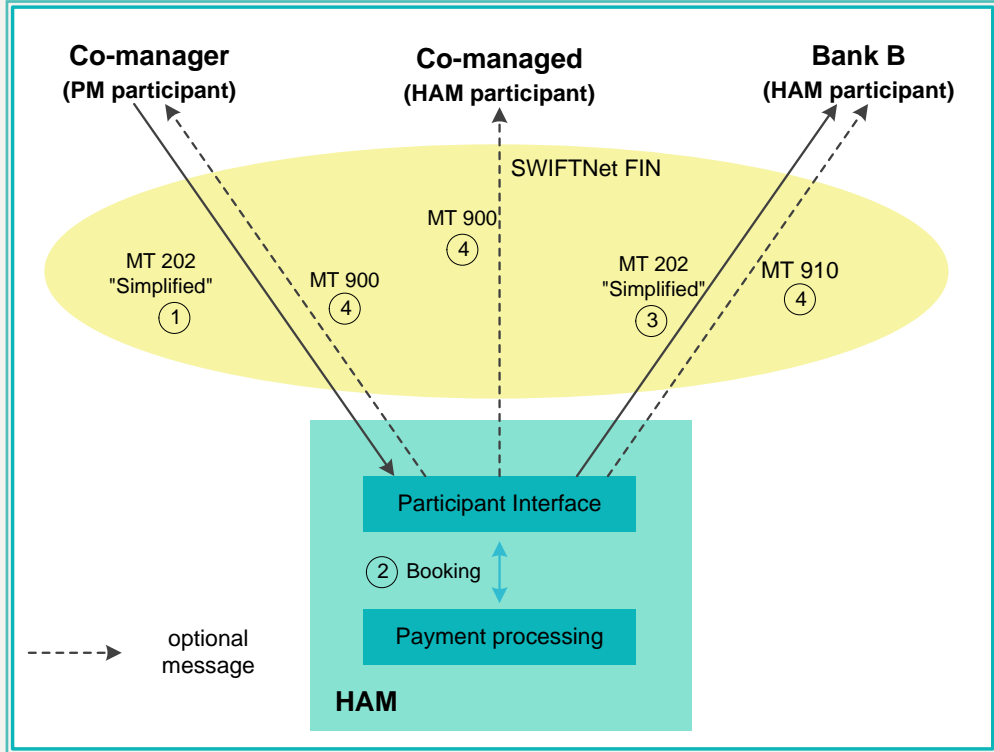 Co-manager
(PM participant)
Co-managed
(HAM participant)
Bank B
(HAM participant)
SWIFTNet FIN
MT 202
"Simplified"
1
MT 900
4
MT 900
4
MT 202
"Simplified"
3
MT 910
4
Participant Interface
2 Booking
Payment processing
optional
message
HAM